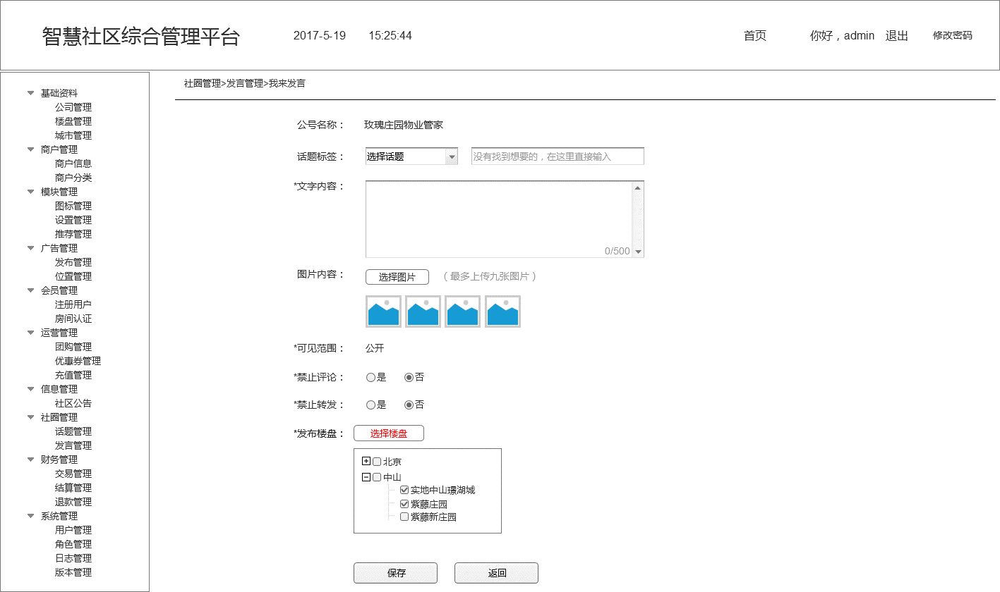 智慧社区综合管理平台 2017-5-19 15:25:44 首页 你好，admin 退出 修改密码
基础资料
公司管理
楼盘管理
城市管理
商户管理
商户信息
商户分类
模块管理
图标管理
设置管理
推荐管理
广告管理
发布管理
位置管理
会员管理
注册用户
房间认证
运营管理
团购管理
优惠券管理
充值管理
信息管理
社区公告
社圈管理
话题管理
发言管理
财务管理
交易管理
结算管理
退款管理
系统管理
用户管理
角色管理
日志管理
版本管理
社圈管理>发言管理>我来发言
公号名称： 玫瑰庄园物业管家
话题标签： 选择话题 没有找到想要的，在这里直接输入
*文字内容：
0/500
图片内容： 选择图片 （最多上传九张图片）
*可见范围： 公开
*禁止评论： 是 否
*禁止转发： 是 否
*发布楼盘： 选择楼盘
北京
中山
实地中山璟湖城
紫藤庄园
紫藤新庄园
保存 返回